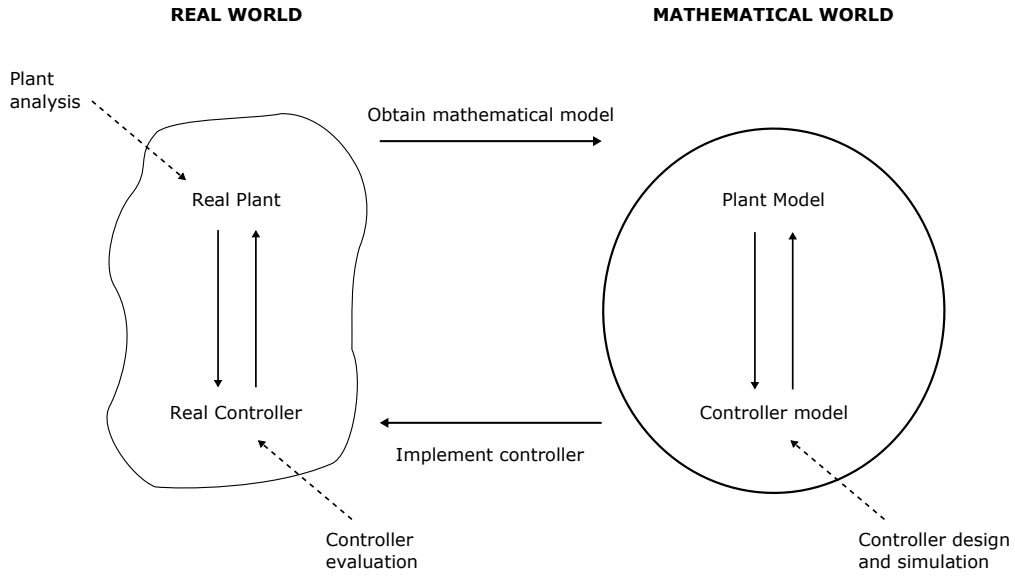 REAL WORLD
MATHEMATICAL WORLD
Plant
analysis
Obtain mathematical model
Real Plant
Plant Model
Real Controller
Controller model
Implement controller
Controller
evaluation
Controller design
and simulation